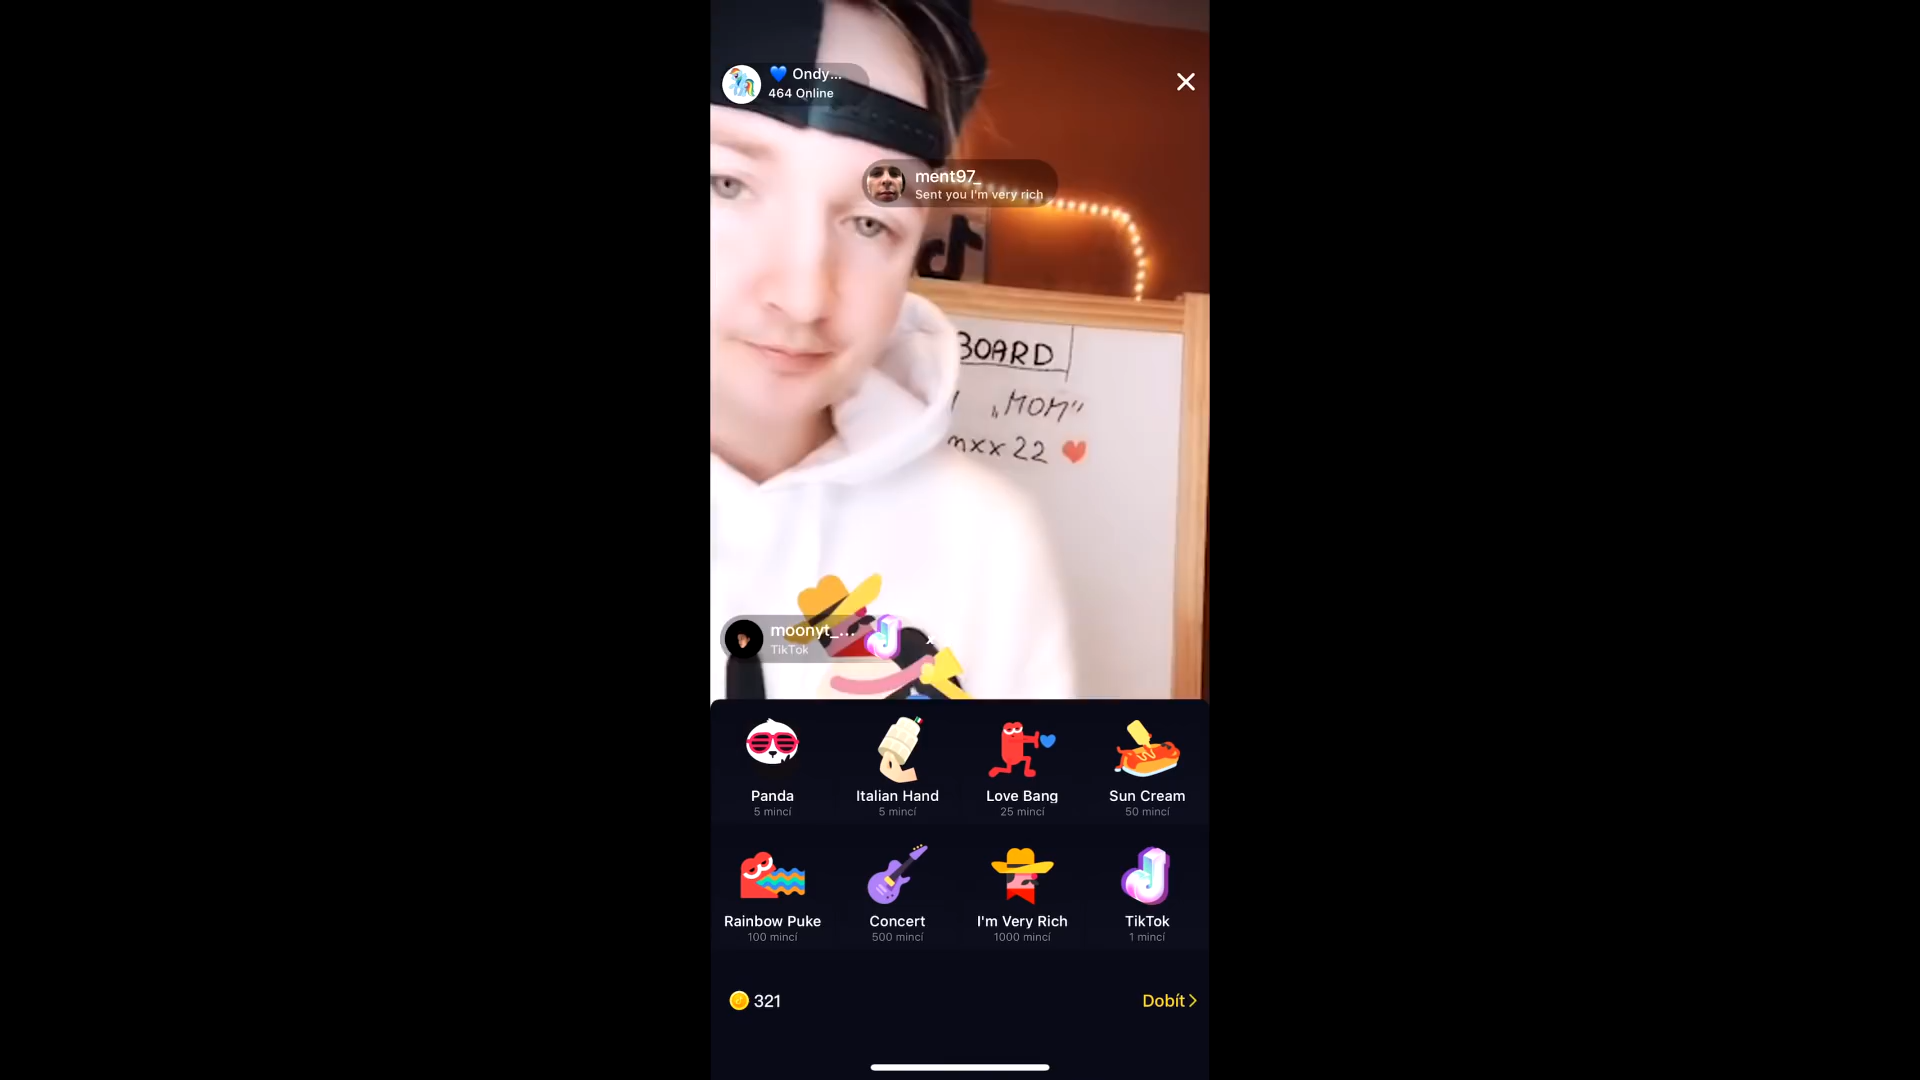 💙 Ondy...
464 Online
ment97_
Sent you I'm very rich
BOARD
"MOM"
nxx22 ❤
moonyt_...
TikTok
x
Panda
5 mincí
Italian Hand
5 mincí
Love Bang
25 mincí
Sun Cream
50 mincí
Rainbow Puke
100 mincí
Concert
500 mincí
I'm Very Rich
1000 mincí
TikTok
1 mincí
321
Dobít >